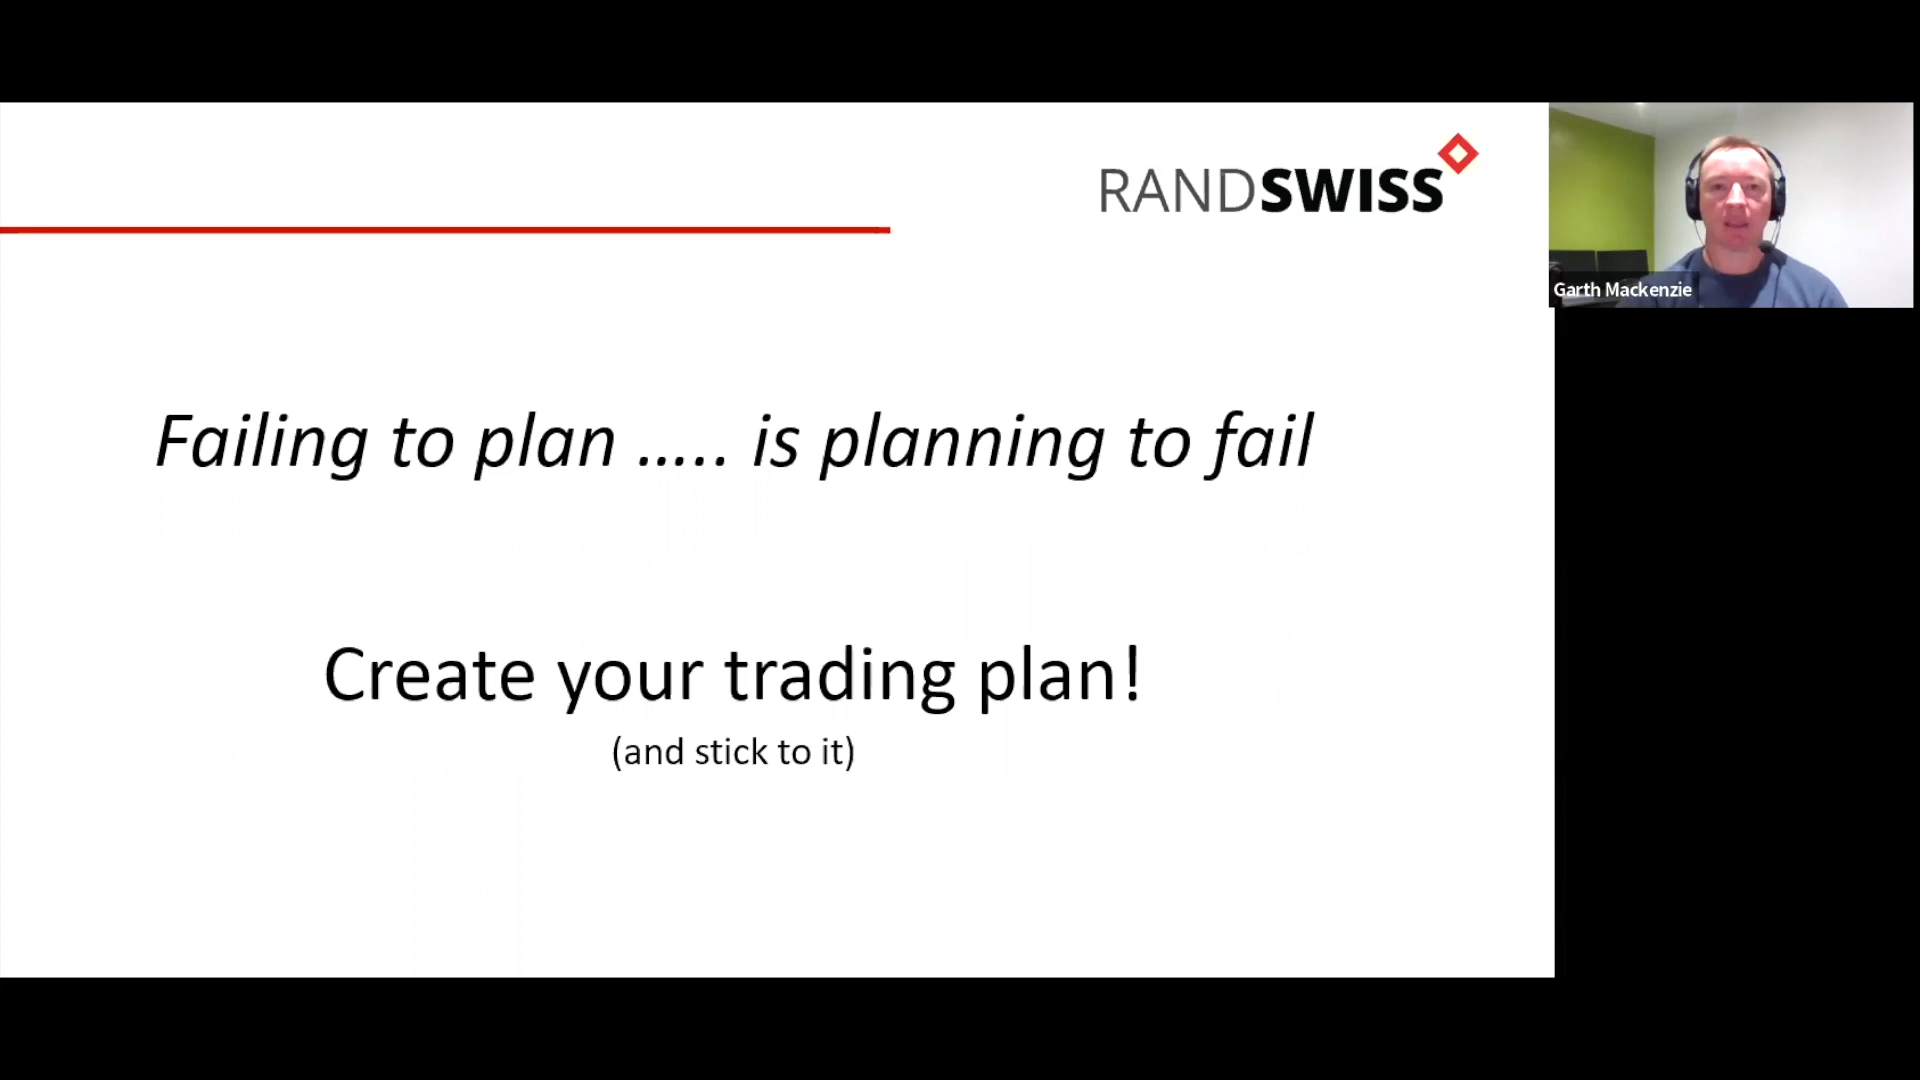 RANDSWISS
Garth Mackenzie
Failing to plan ..... is planning to fail
Create your trading plan!
(and stick to it)